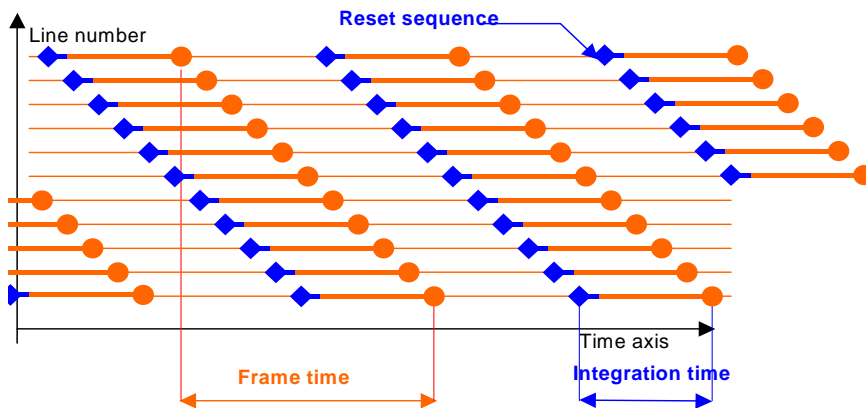 Reset sequence
Line number
Time axis
Frame time
Integration time